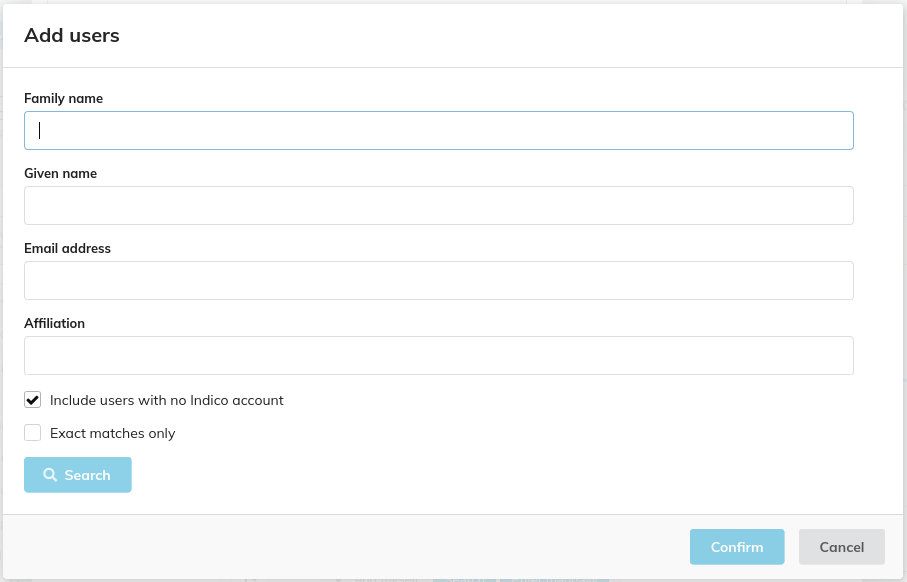 Add users
Family name
Given name
Email address
Affiliation
Include users with no Indico account
Exact matches only
Search
Confirm
Cancel